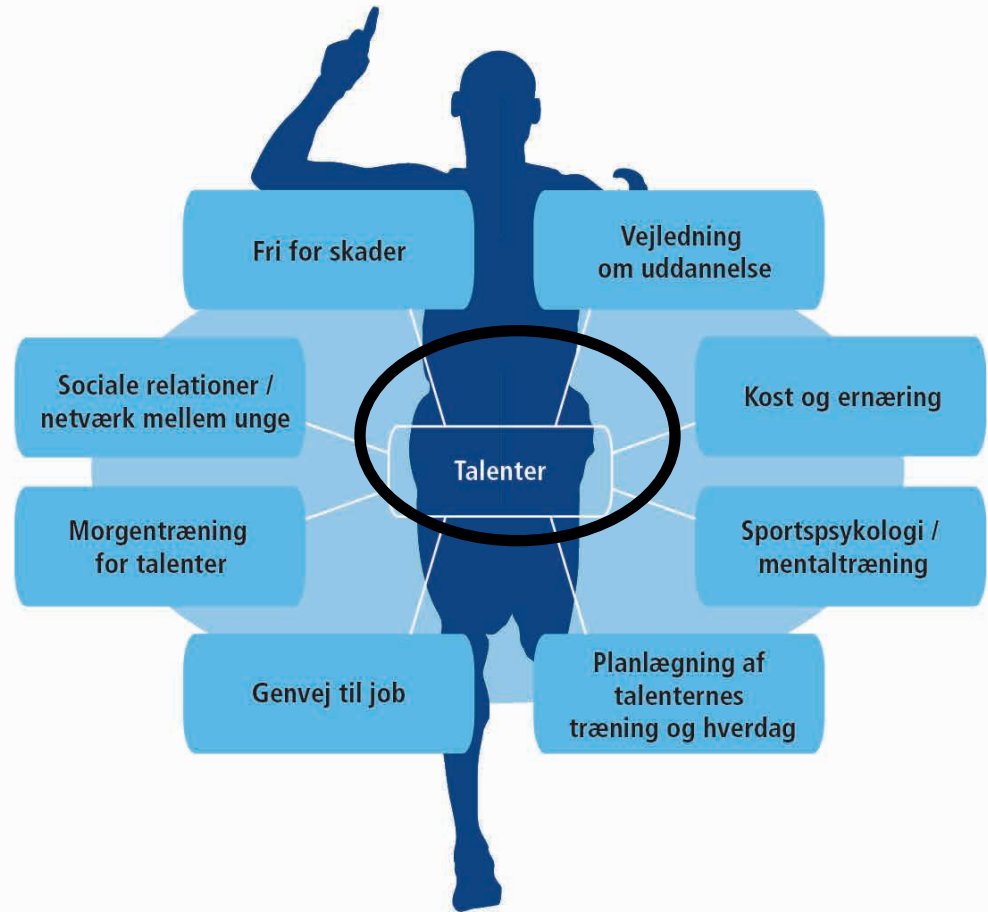 Fri for skader
Vejledning
om uddannelse
Sociale relationer /
netværk mellem unge
Kost og ernæring
Talenter
Morgentræning
for talenter
Sportspsykologi /
mentaltræning
Genvej til job
Planlægning af
talenternes
træning og hverdag